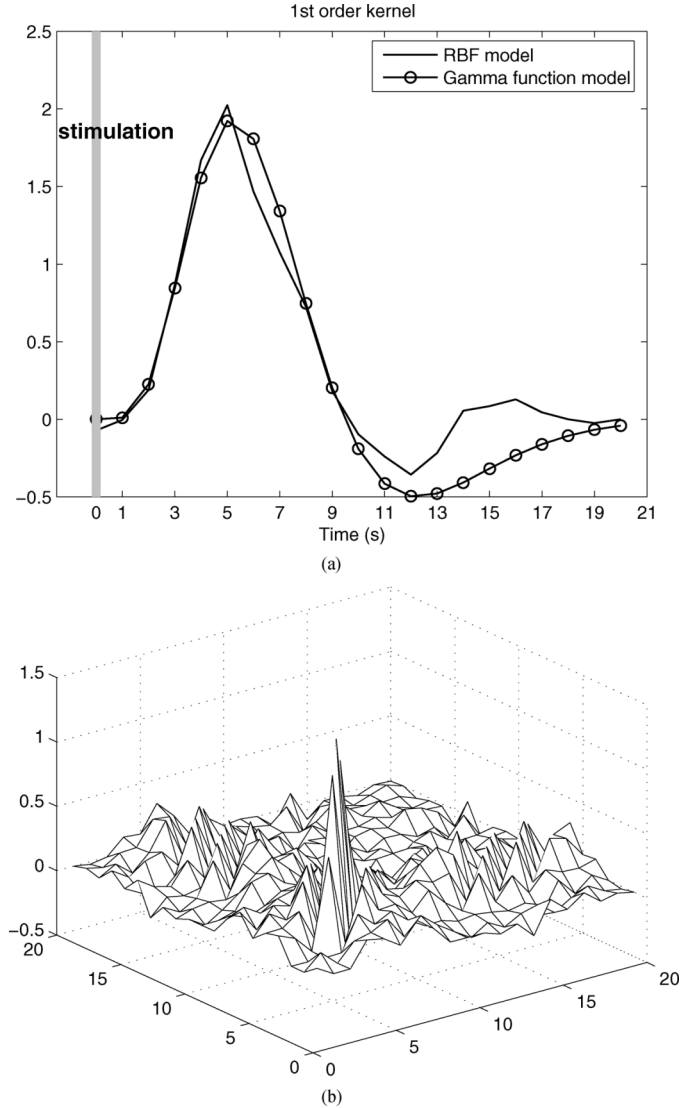 1st order kernel
2.5
RBF model
Gamma function model
2
stimulation
1.5
1
0.5
0
−0.5
0 1 3 5 7 9 11 13 15 17 19 21
Time (s)
(a)
1.5
1
0.5
0
−0.5
20
15
10
5
0
0
5
10
15
20
(b)